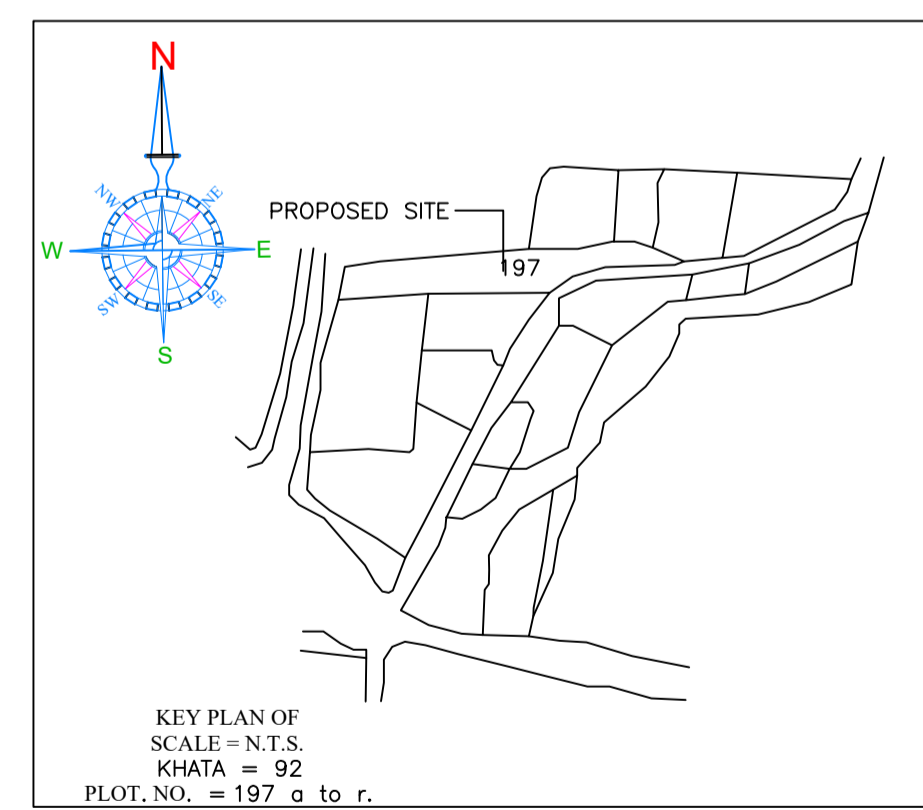 N
NW
NE
W
E
SW
SE
S
PROPOSED SITE
197
KEY PLAN OF
SCALE = N.T.S.
KHATA = 92
PLOT. NO. = 197 a to r.